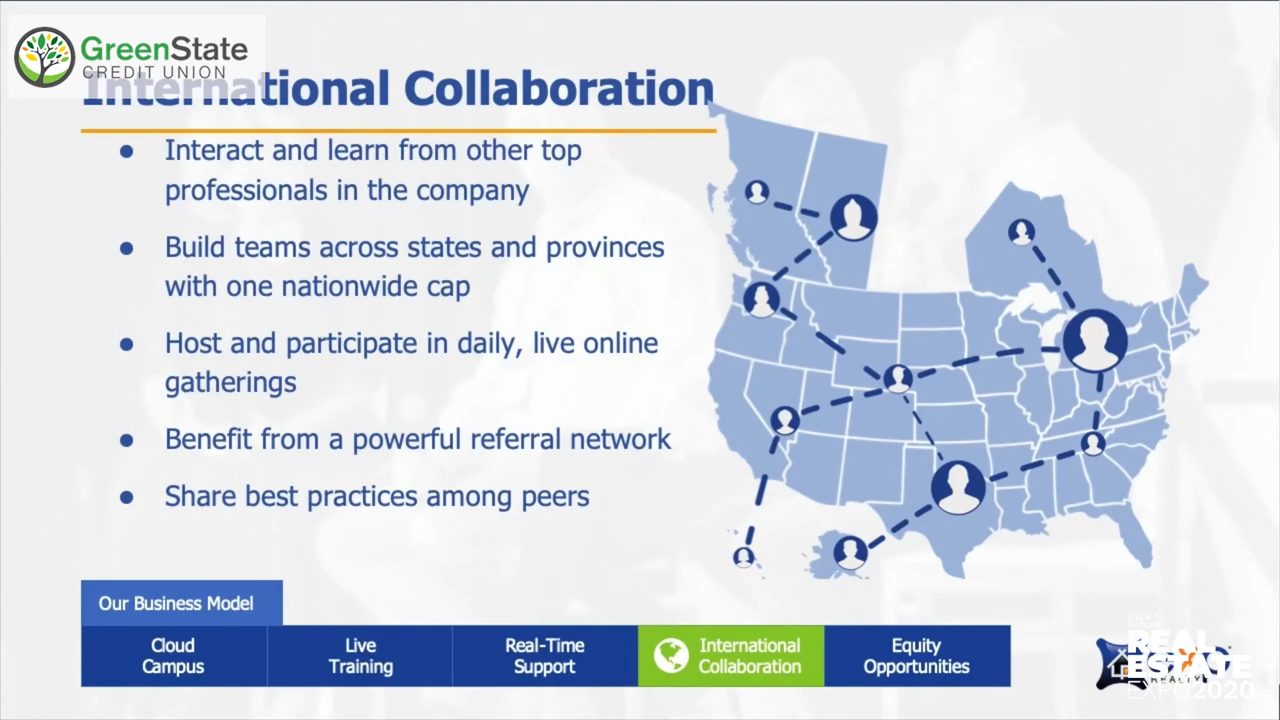 GreenState
CREDIT UNION
International Collaboration
● Interact and learn from other top
professionals in the company
● Build teams across states and provinces
with one nationwide cap
● Host and participate in daily, live online
gatherings
● Benefit from a powerful referral network
● Share best practices among peers
Our Business Model
Cloud
Campus
Live
Training
Real-Time
Support
International
Collaboration
Equity
Opportunities
REAL
ESTATE
REALTY
EXPO2020